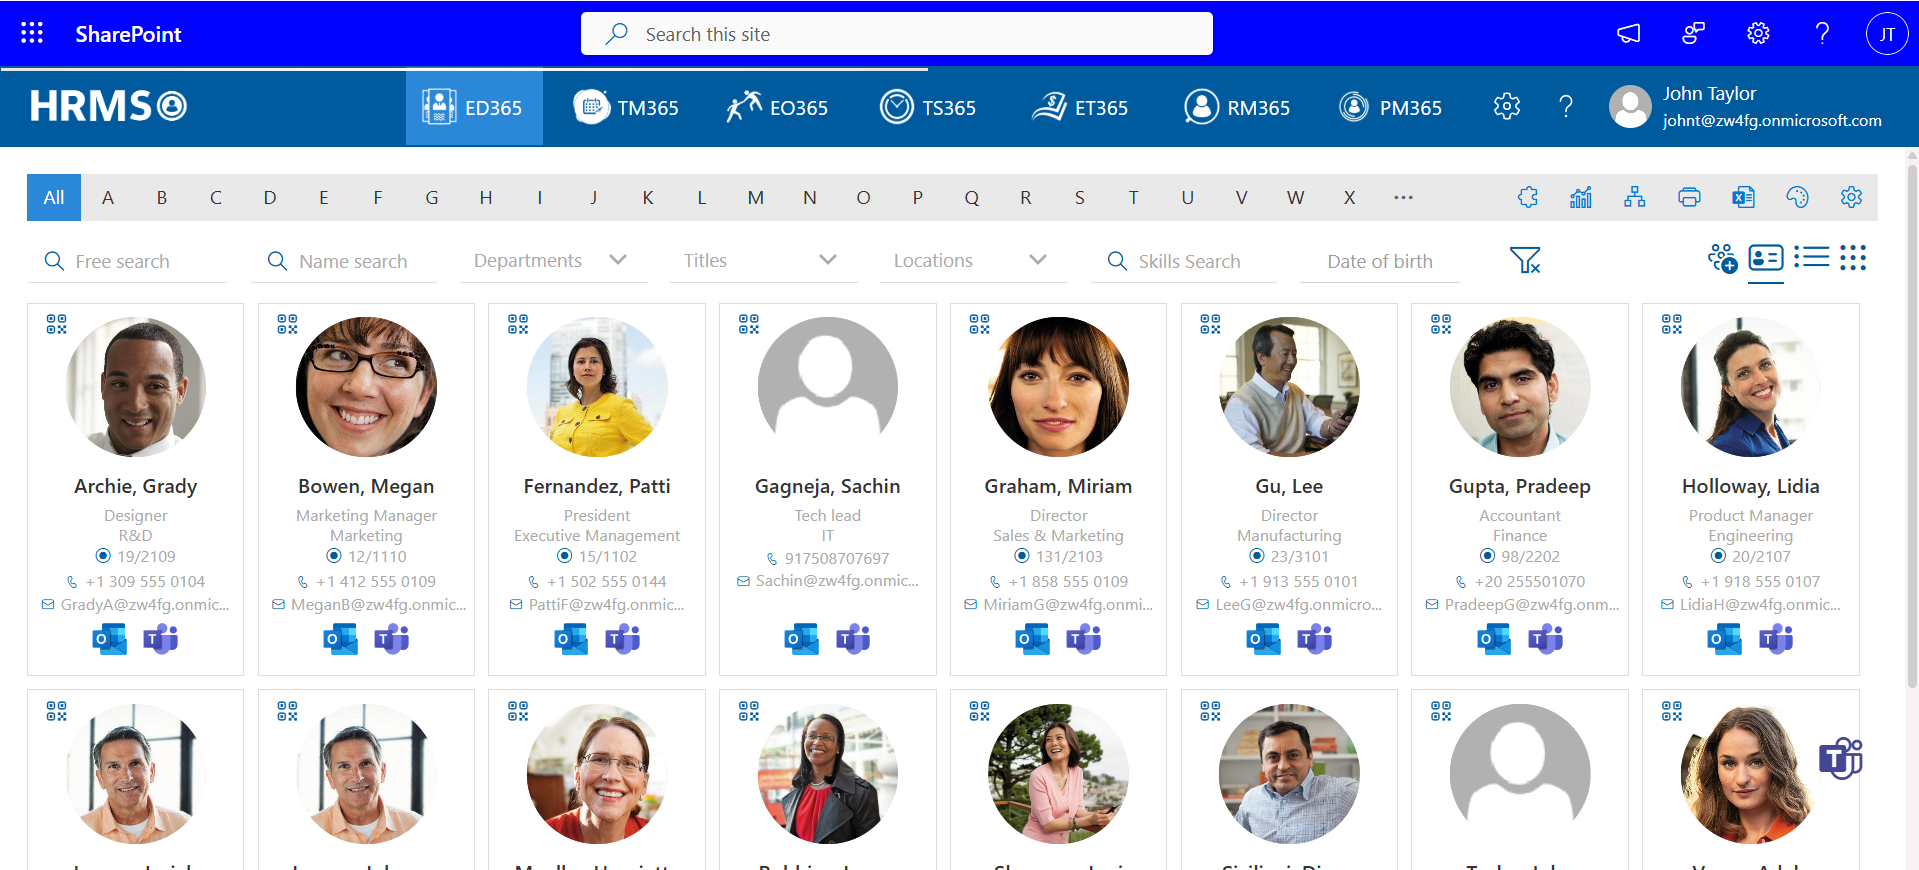 SharePoint
Search this site
JT
HRMS
ED365
TM365
EO365
TS365
ET365
RM365
PM365
John Taylor
johnt@zw4fg.onmicrosoft.com
All A B C D E F G H I J K L M N O P Q R S T U V W X ...
Free search
Name search
Departments
Titles
Locations
Skills Search
Date of birth
Archie, Grady
Designer
R&D
19/2109
+1 309 555 0104
GradyA@zw4fg.onmic...
Bowen, Megan
Marketing Manager
Marketing
12/1110
+1 412 555 0109
MeganB@zw4fg.onmic...
Fernandez, Patti
President
Executive Management
15/1102
+1 502 555 0144
PattiF@zw4fg.onmic...
Gagneja, Sachin
Tech lead
IT
917508707697
Sachin@zw4fg.onmic...
Graham, Miriam
Director
Sales & Marketing
131/2103
+1 858 555 0109
MiriamG@zw4fg.onmi...
Gu, Lee
Director
Manufacturing
23/3101
+1 913 555 0101
LeeG@zw4fg.onmicro...
Gupta, Pradeep
Accountant
Finance
98/2202
+20 255501070
PradeepG@zw4fg.onm...
Holloway, Lidia
Product Manager
Engineering
20/2107
+1 918 555 0107
LidiaH@zw4fg.onmic...